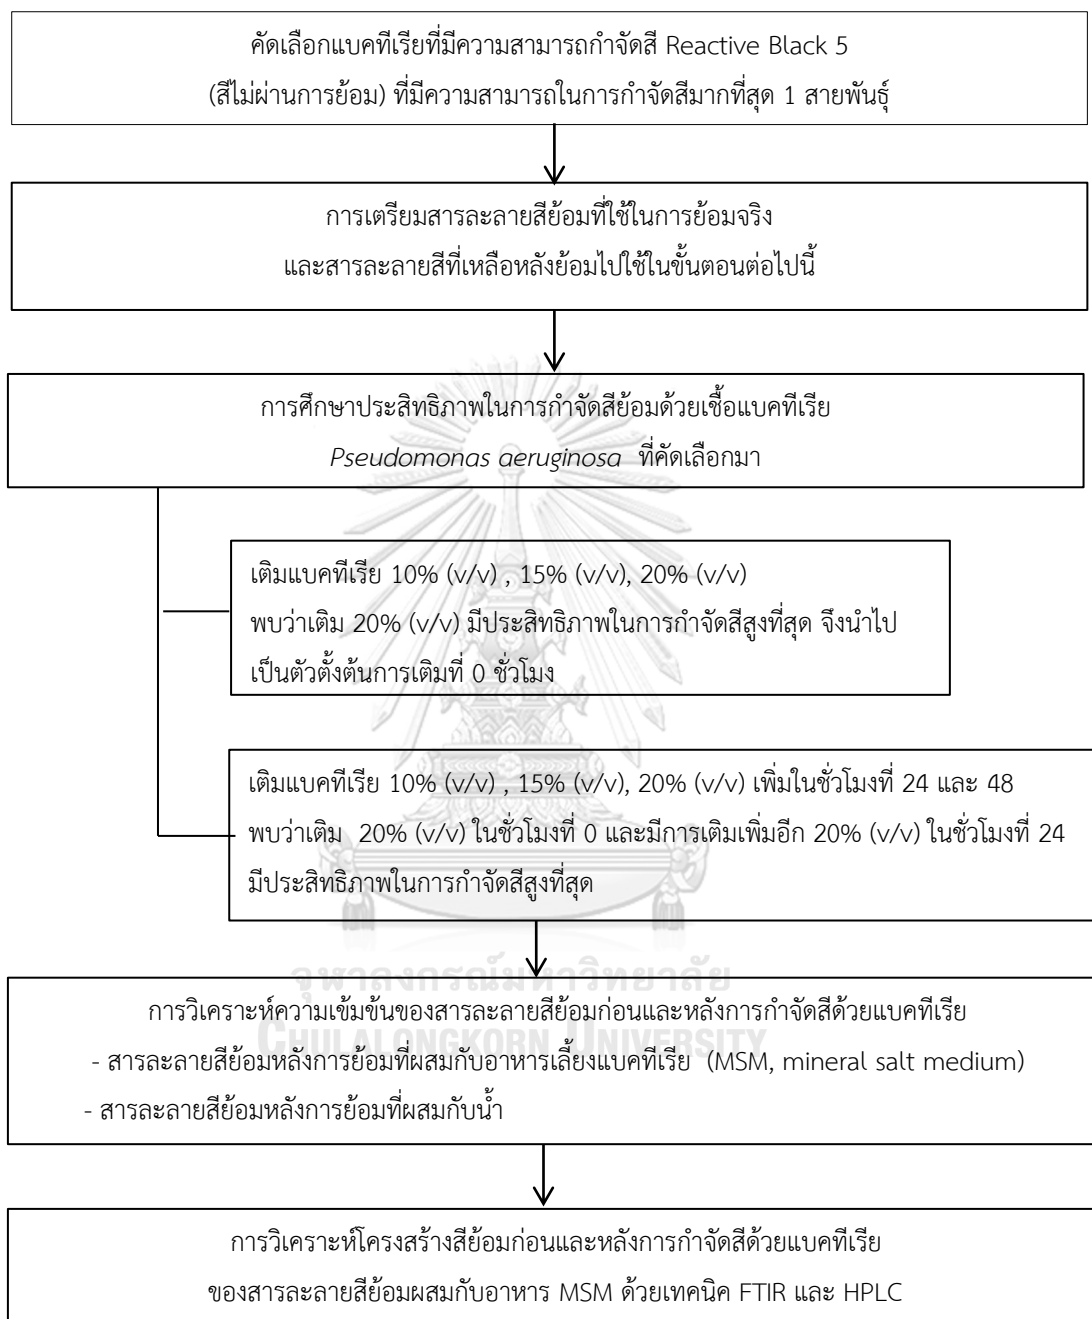 คัดเลือกแบคทีเรียที่มีความสามารถกำจัดสี Reactive Black 5
(สีไม่ผ่านการย้อม) ที่มีความสามารถในการกำจัดสีมากที่สุด 1 สายพันธุ์
การเตรียมสารละลายสีย้อมที่ใช้ในการย้อมจริง
และสารละลายสีที่เหลือหลังย้อมไปใช้ในขั้นตอนต่อไปนี้
การศึกษาประสิทธิภาพในการกำจัดสีย้อมด้วยเชื้อแบคทีเรีย
Pseudomonas aeruginosa ที่คัดเลือกมา
เติมแบคทีเรีย 10% (v/v) , 15% (v/v), 20% (v/v)
พบว่าเติม 20% (v/v) มีประสิทธิภาพในการกำจัดสีสูงที่สุด จึงนำไป
เป็นตัวตั้งต้นการเติมที่ 0 ชั่วโมง
เติมแบคทีเรีย 10% (v/v) , 15% (v/v), 20% (v/v) เพิ่มในชั่วโมงที่ 24 และ 48
พบว่าเติม 20% (v/v) ในชั่วโมงที่ 0 และมีการเติมเพิ่มอีก 20% (v/v) ในชั่วโมงที่ 24
มีประสิทธิภาพในการกำจัดสีสูงที่สุด
จุฬาลงกรณ์มหาวิทยาลัย
CHULALONGKORN UNIVERSITY
การวิเคราะห์ความเข้มข้นของสารละลายสีย้อมก่อนและหลังการกำจัดสีด้วยแบคทีเรีย
- สารละลายสีย้อมหลังการย้อมที่ผสมกับอาหารเลี้ยงแบคทีเรีย (MSM, mineral salt medium)
- สารละลายสีย้อมหลังการย้อมที่ผสมกับน้ำ
การวิเคราะห์โครงสร้างสีย้อมก่อนและหลังการกำจัดสีด้วยแบคทีเรีย
ของสารละลายสีย้อมผสมกับอาหาร MSM ด้วยเทคนิค FTIR และ HPLC